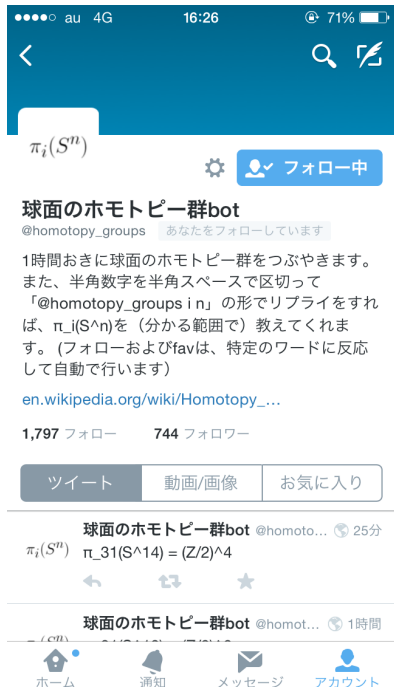 au 4G 16:26 71%
π_i(S^n)
フォロー中
球面のホモトピー群bot
@homotopy_groups あなたをフォローしています
1時間おきに球面のホモトピー群をつぶやきます。
また、半角数字を半角スペースで区切って
「@homotopy_groups i n」の形でリプライをすれ
ば、π_i(S^n)を（分かる範囲で）教えてくれま
す。 (フォローおよびfavは、特定のワードに反応
して自動で行います）
en.wikipedia.org/wiki/Homotopy_…
1,797 フォロー 744 フォロワー
ツイート 動画/画像 お気に入り
球面のホモトピー群bot @homoto… 25分
π_i(S^n) π_31(S^14) = (Z/2)^4
球面のホモトピー群bot @homot… 1時間
ホーム 通知 メッセージ アカウント